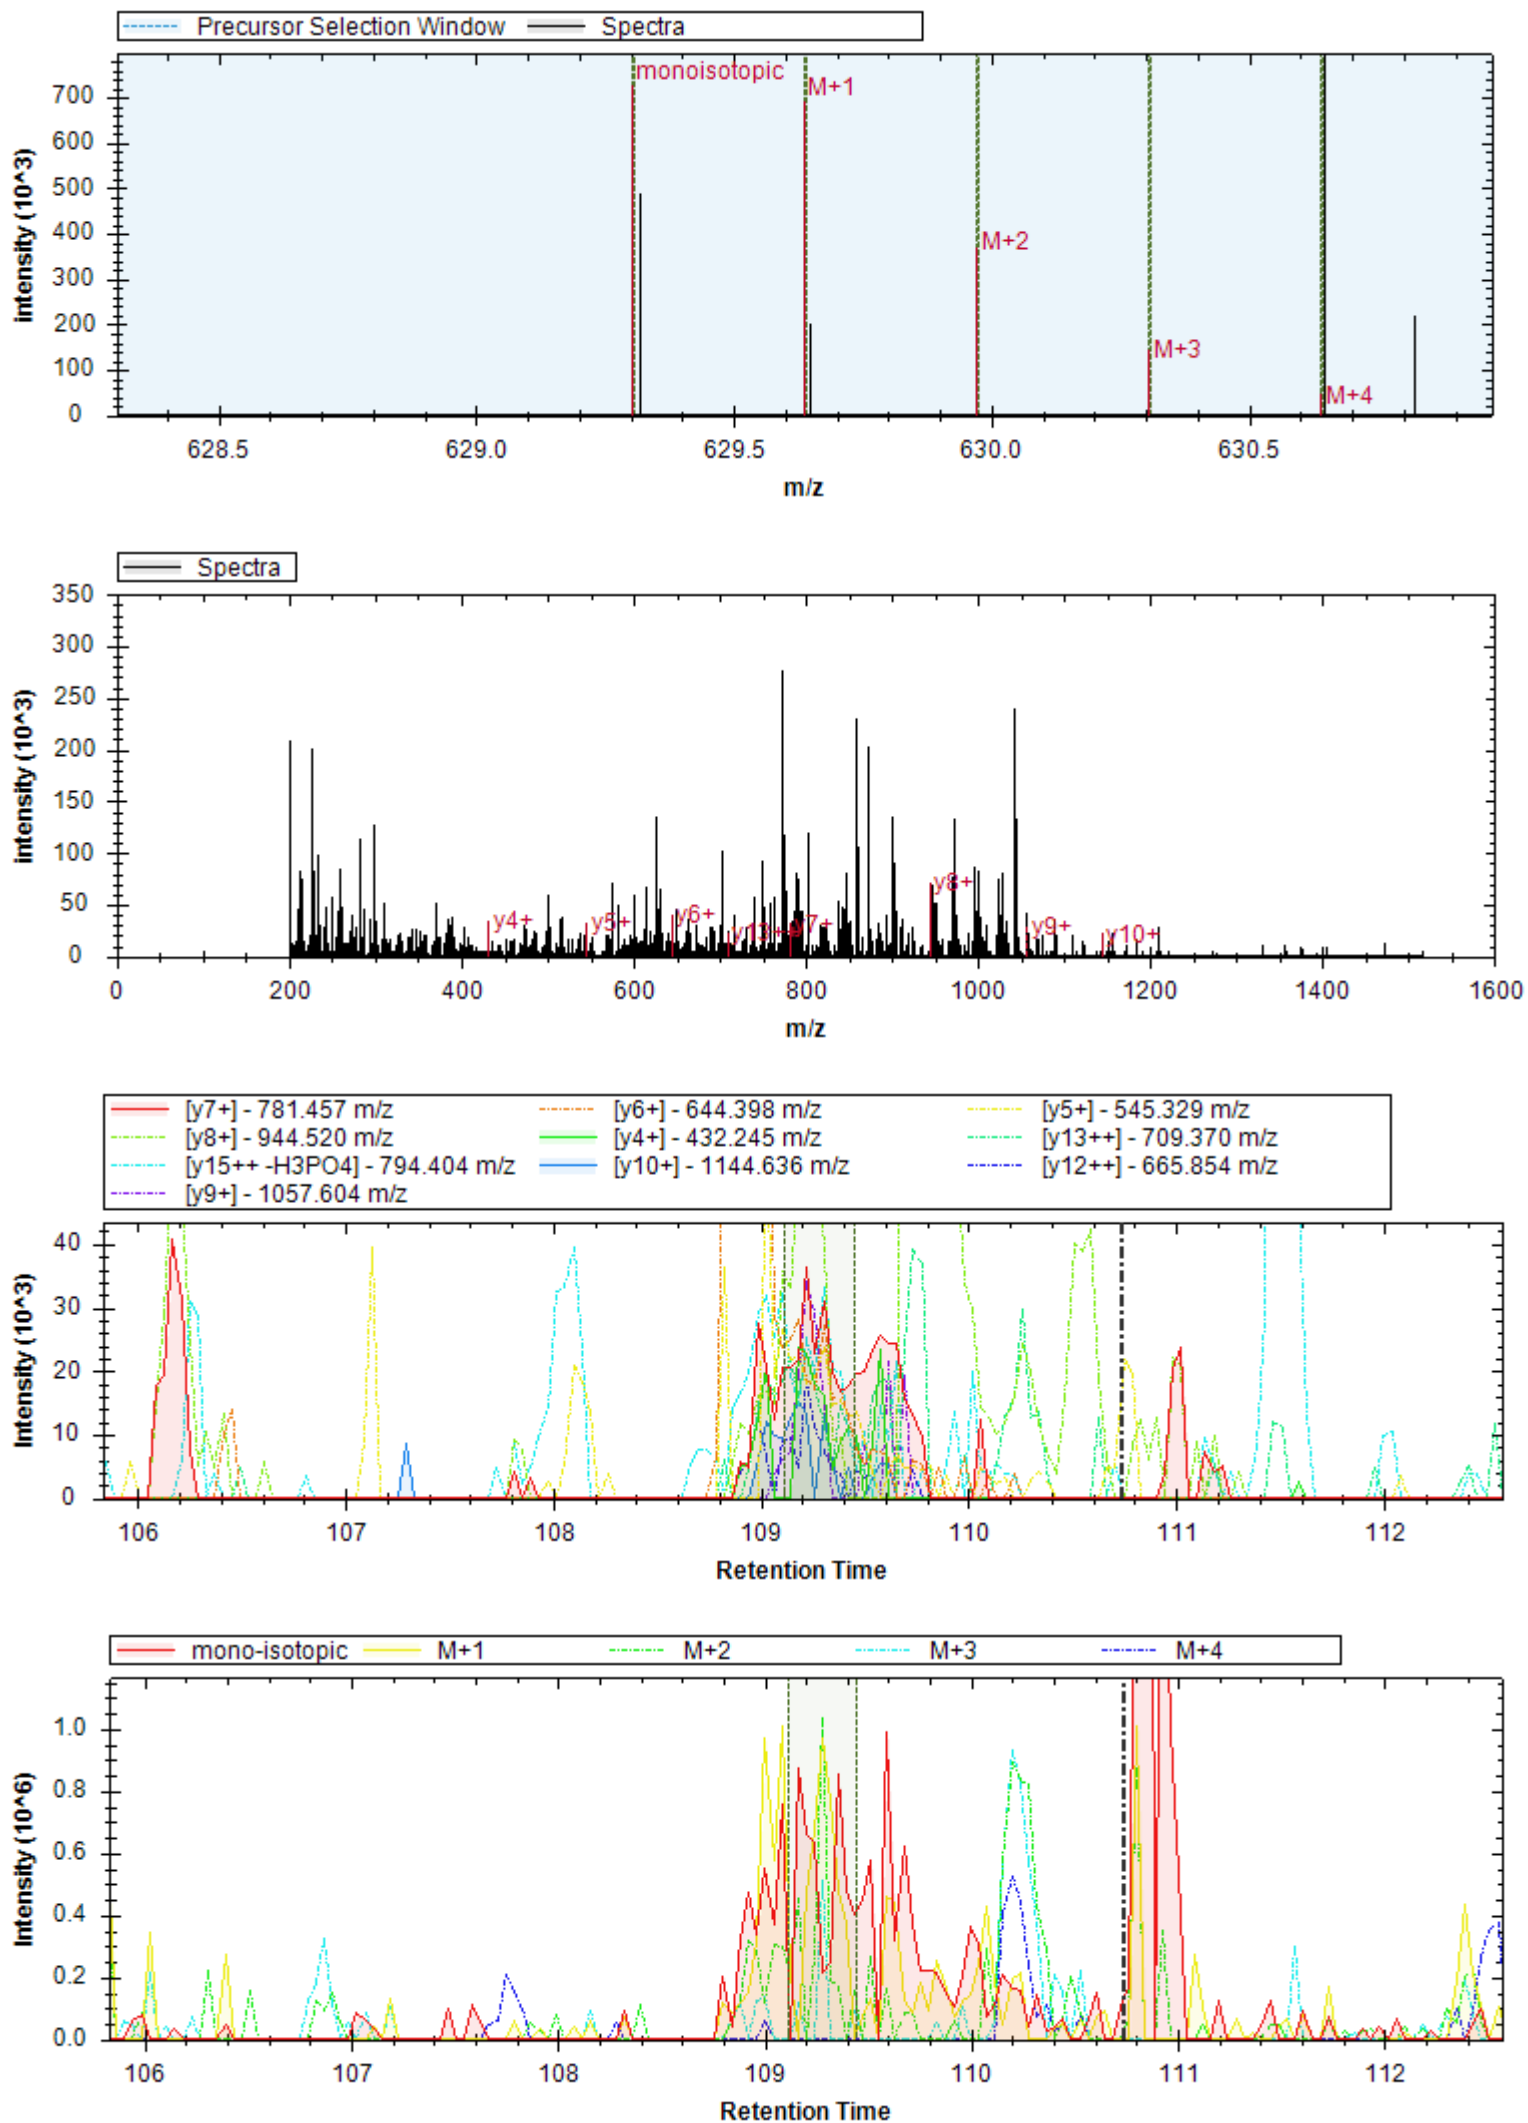 Precursor Selection Window Spectra
intensity (10^3)
700
600
500
400
300
200
100
0
monoisotopic
M+1
M+2
M+3
M+4
628.5 629.0 629.5 630.0 630.5
m/z
Spectra
intensity (10^3)
350
300
250
200
150
100
50
0
y4+ y5+ y6+ y13++ y7+ y8+ y9+ y10+
0 200 400 600 800 1000 1200 1400 1600
m/z
[y7+] - 781.457 m/z [y6+] - 644.398 m/z [y5+] - 545.329 m/z
[y8+] - 944.520 m/z [y4+] - 432.245 m/z [y13++] - 709.370 m/z
[y15++ -H3PO4] - 794.404 m/z [y10+] - 1144.636 m/z [y12++] - 665.854 m/z
[y9+] - 1057.604 m/z
Intensity (10^3)
40
30
20
10
0
106 107 108 109 110 111 112
Retention Time
mono-isotopic M+1 M+2 M+3 M+4
Intensity (10^6)
1.0
0.8
0.6
0.4
0.2
0.0
106 107 108 109 110 111 112
Retention Time